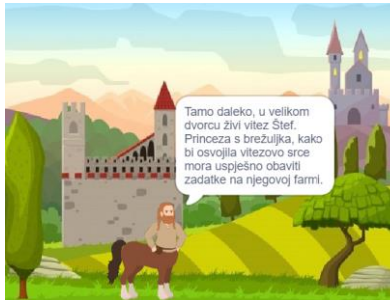 Tamo daleko, u velikom
dvorcu živi vitez Štef.
Princeza s brežuljka, kako
bi osvojila vitezovo srce
mora uspješno obaviti
zadatke na njegovoj farmi.